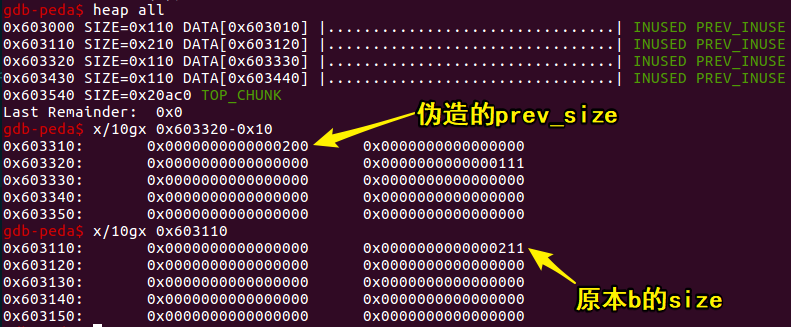 gdb-peda$ heap all
0x603000 SIZE=0x110 DATA[0x603010] |.................................| INUSED PREV_INUSE
0x603110 SIZE=0x210 DATA[0x603120] |.................................| INUSED PREV_INUSE
0x603320 SIZE=0x110 DATA[0x603330] |.................................| INUSED PREV_INUSE
0x603430 SIZE=0x110 DATA[0x603440] |.................................| INUSED PREV_INUSE
0x603540 SIZE=0x20ac0 TOP_CHUNK
Last Remainder:  0x0
gdb-peda$ x/10gx 0x603320-0x10
伪造的prev_size
0x603310:       0x0000000000000200      0x0000000000000000
0x603320:       0x0000000000000000      0x0000000000000111
0x603330:       0x0000000000000000      0x0000000000000000
0x603340:       0x0000000000000000      0x0000000000000000
0x603350:       0x0000000000000000      0x0000000000000000
gdb-peda$ x/10gx 0x603110
0x603110:       0x0000000000000000      0x0000000000000211
0x603120:       0x0000000000000000      0x0000000000000000
0x603130:       0x0000000000000000      0x0000000000000000
原本b的size
0x603140:       0x0000000000000000      0x0000000000000000
0x603150:       0x0000000000000000      0x0000000000000000